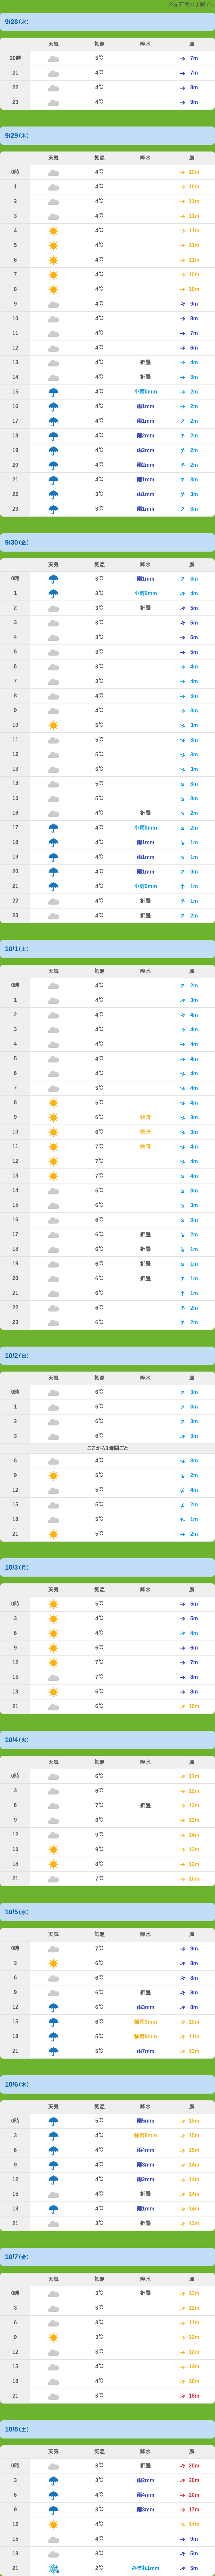 9/28(水)
天気 気温 降水 風
20時 5℃ 7m
21 4℃ 7m
22 4℃ 8m
23 4℃ 9m
9/29(木)
天気 気温 降水 風
0時 4℃ 10m
1 4℃ 10m
2 4℃ 11m
3 4℃ 11m
4 4℃ 11m
5 4℃ 11m
6 4℃ 11m
7 4℃ 10m
8 4℃ 10m
9 4℃ 9m
10 4℃ 8m
11 4℃ 7m
12 4℃ 6m
13 4℃ 折畳 4m
14 4℃ 折畳 3m
15 4℃ 小雨0mm 2m
16 4℃ 雨1mm 2m
17 4℃ 雨1mm 2m
18 4℃ 雨2mm 2m
19 4℃ 雨2mm 2m
20 4℃ 雨2mm 2m
21 4℃ 雨1mm 3m
22 3℃ 雨1mm 3m
23 3℃ 雨1mm 3m
9/30(金)
天気 気温 降水 風
0時 3℃ 雨1mm 3m
1 3℃ 小雨0mm 4m
2 3℃ 折畳 5m
3 3℃ 5m
4 3℃ 5m
5 3℃ 5m
6 3℃ 4m
7 3℃ 4m
8 4℃ 3m
9 4℃ 3m
10 5℃ 3m
11 5℃ 3m
12 5℃ 3m
13 5℃ 3m
14 5℃ 3m
15 5℃ 3m
16 4℃ 折畳 2m
17 4℃ 小雨0mm 2m
18 4℃ 雨1mm 1m
19 4℃ 雨1mm 1m
20 4℃ 雨1mm 0m
21 4℃ 小雨0mm 1m
22 4℃ 折畳 1m
23 4℃ 折畳 2m
10/1(土)
天気 気温 降水 風
0時 4℃ 2m
1 4℃ 3m
2 4℃ 4m
3 4℃ 4m
4 4℃ 4m
5 4℃ 4m
6 4℃ 4m
7 5℃ 4m
8 5℃ 4m
9 6℃ 快晴 3m
10 6℃ 快晴 3m
11 7℃ 快晴 4m
12 7℃ 4m
13 7℃ 4m
14 6℃ 3m
15 6℃ 3m
16 6℃ 3m
17 6℃ 折畳 2m
18 6℃ 折畳 1m
19 6℃ 折畳 1m
20 6℃ 折畳 1m
21 6℃ 1m
22 6℃ 2m
23 6℃ 2m
10/2(日)
天気 気温 降水 風
0時 6℃ 3m
1 6℃ 3m
2 6℃ 3m
3 6℃ 3m
ここから3時間ごと
6 4℃ 3m
9 5℃ 2m
12 5℃ 4m
15 5℃ 2m
18 5℃ 1m
21 5℃ 2m
10/3(月)
天気 気温 降水 風
0時 5℃ 5m
3 4℃ 5m
6 4℃ 4m
9 6℃ 6m
12 7℃ 7m
15 7℃ 8m
18 6℃ 8m
21 6℃ 10m
10/4(火)
天気 気温 降水 風
0時 6℃ 11m
3 6℃ 12m
6 7℃ 折畳 13m
9 8℃ 13m
12 9℃ 14m
15 9℃ 13m
18 8℃ 12m
21 7℃ 10m
10/5(水)
天気 気温 降水 風
0時 7℃ 9m
3 6℃ 8m
6 6℃ 8m
9 6℃ 折畳 8m
12 6℃ 雨3mm 8m
15 6℃ 10m
18 5℃ 11m
21 5℃ 雨7mm 13m
10/6(木)
天気 気温 降水 風
0時 5℃ 雨5mm 15m
3 4℃ 15m
6 4℃ 雨4mm 15m
9 4℃ 雨3mm 14m
12 4℃ 雨2mm 14m
15 4℃ 折畳 14m
18 4℃ 雨1mm 14m
21 3℃ 折畳 13m
10/7(金)
天気 気温 降水 風
0時 3℃ 折畳 13m
3 3℃ 12m
6 3℃ 11m
9 3℃ 12m
12 3℃ 12m
15 4℃ 14m
18 4℃ 16m
21 3℃ 18m
10/8(土)
天気 気温 降水 風
0時 3℃ 折畳 20m
3 3℃ 雨2mm 20m
6 4℃ 雨4mm 20m
9 3℃ 雨3mm 17m
12 4℃ 14m
15 4℃ 9m
18 3℃ 5m
21 2℃ みぞれ1mm 5m